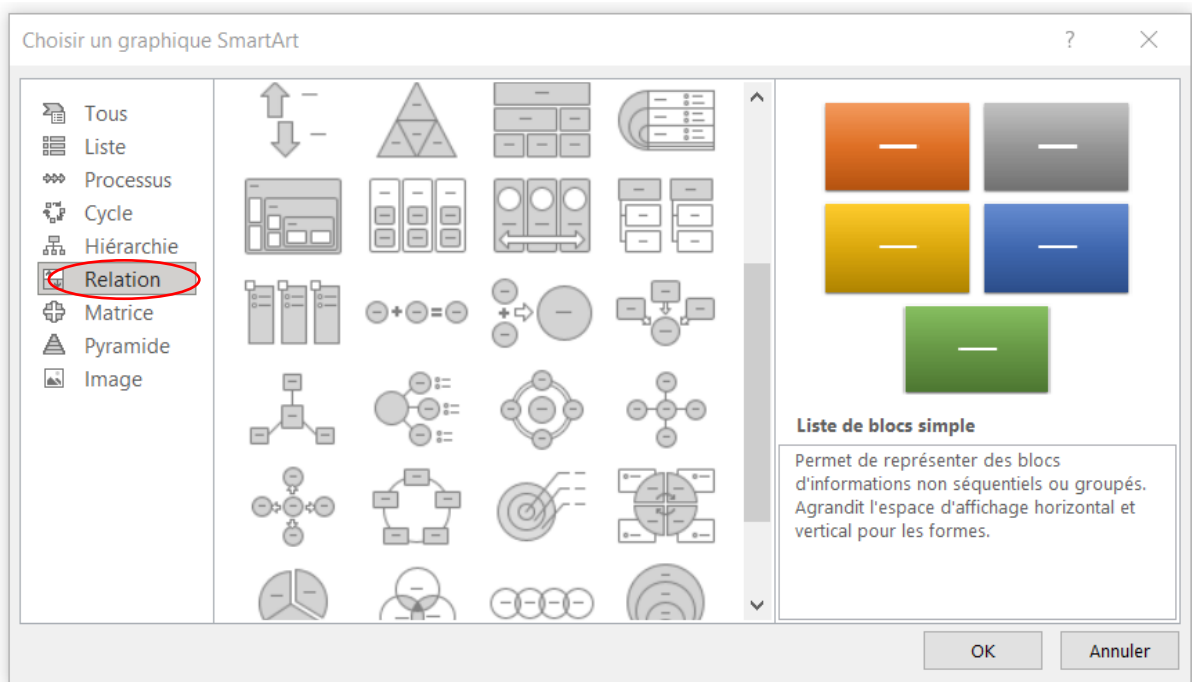 Choisir un graphique SmartArt
?
Tous
Liste
Processus
Cycle
Hiérarchie
Relation
Matrice
Pyramide
Image
Liste de blocs simple
Permet de représenter des blocs
d'informations non séquentiels ou groupés.
Agrandit l'espace d'affichage horizontal et
vertical pour les formes.
OK
Annuler